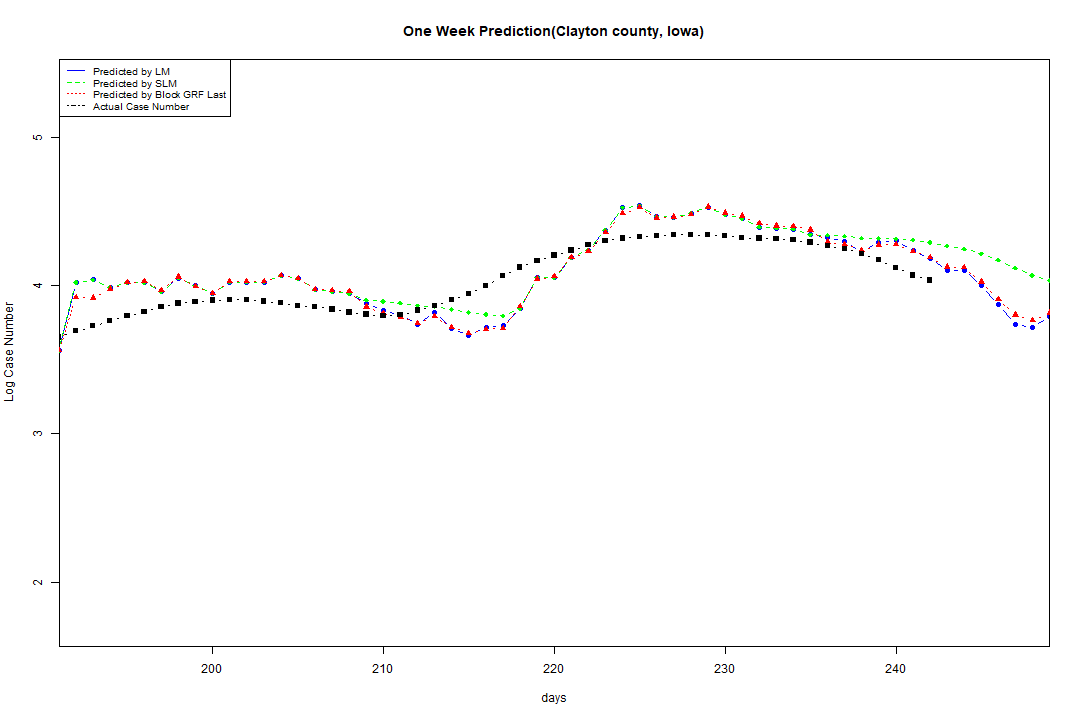 One Week Prediction(Clayton county, Iowa)
Predicted by LM
Predicted by SLM
Predicted by Block GRF Last
Actual Case Number
5
4
3
2
Log Case Number
200 210 220 230 240
days